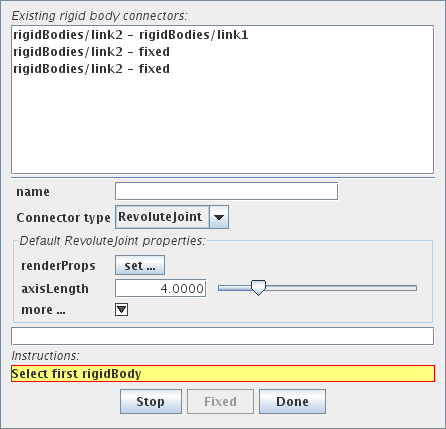 Existing rigid body connectors:
rigidBodies/link2 - rigidBodies/link1
rigidBodies/link2 - fixed
rigidBodies/link2 - fixed
name
Connector type RevoluteJoint
Default RevoluteJoint properties:
renderProps set ...
axisLength 4.0000
more ...
Instructions:
Select first rigidBody
Stop Fixed Done